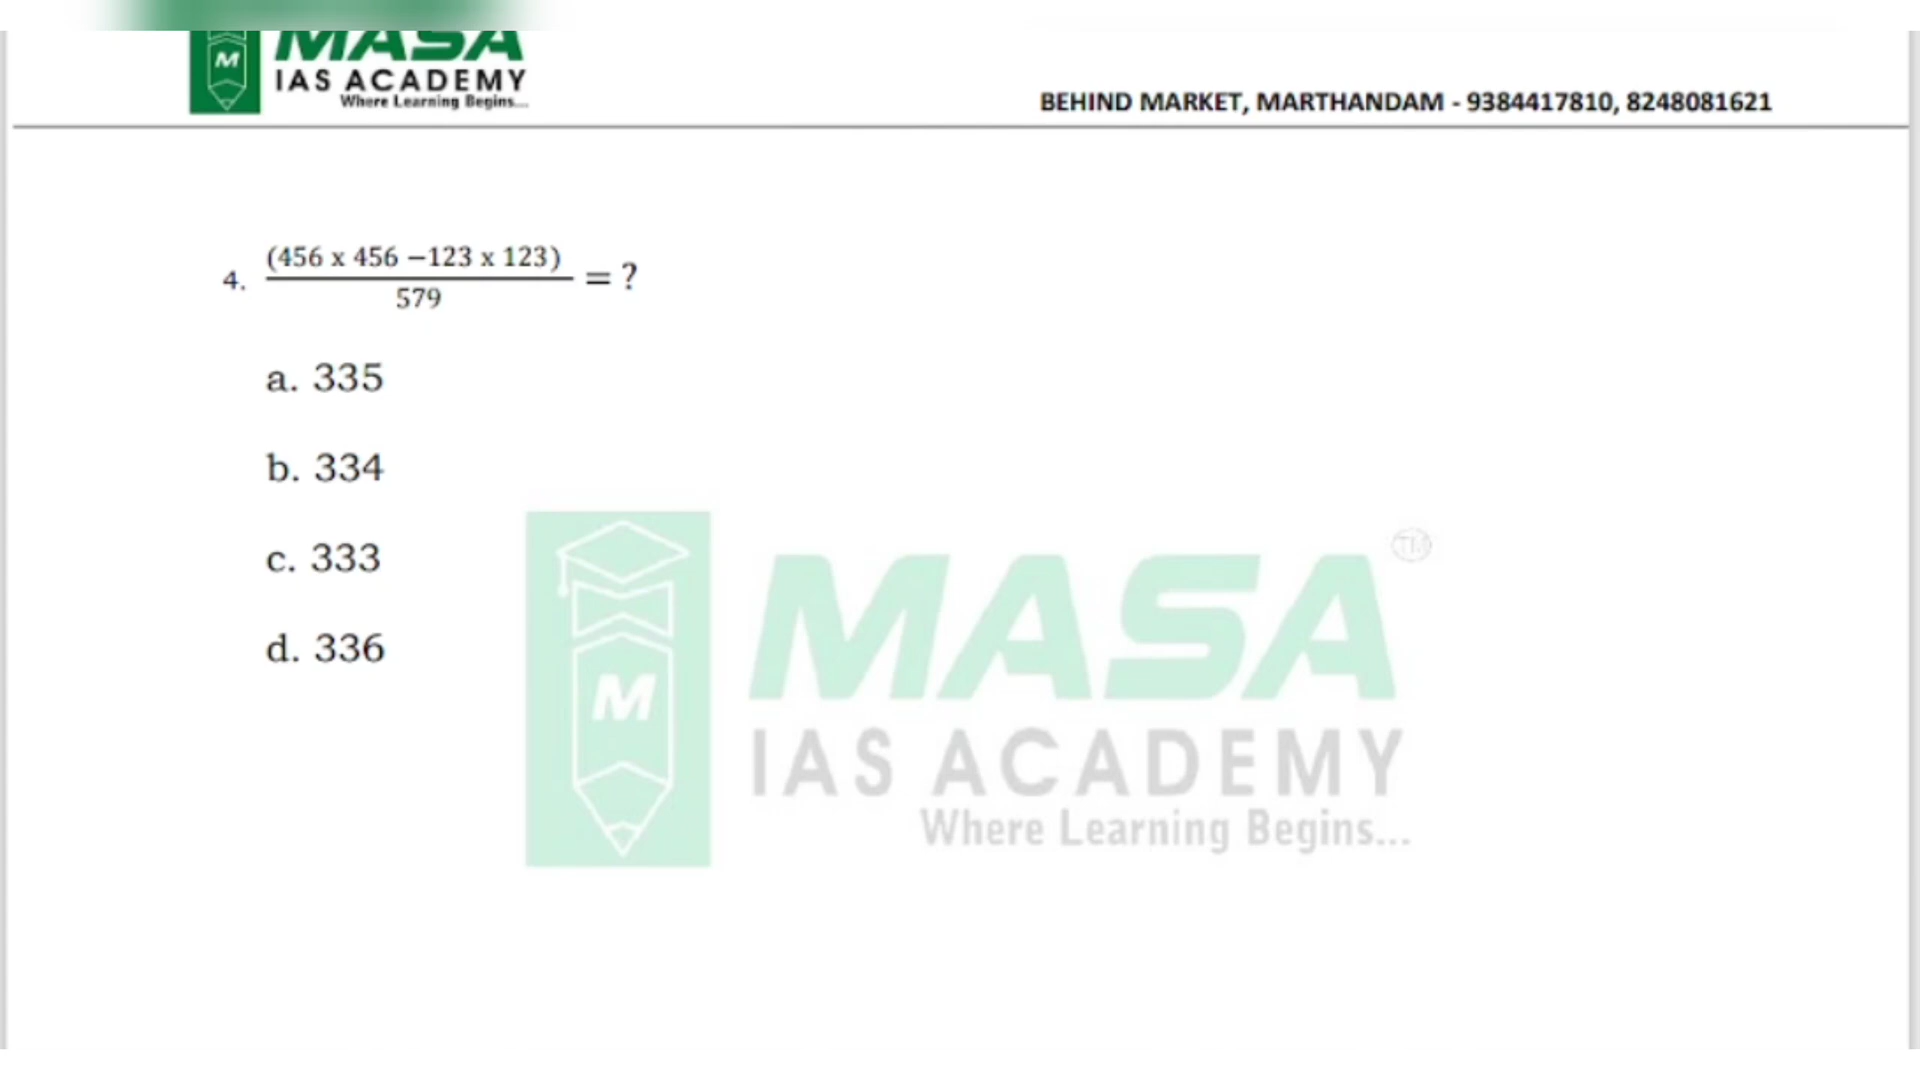 MASA
M
IAS ACADEMY
Where Learning Begins...
BEHIND MARKET, MARTHANDAM - 9384417810, 8248081621
4. (456 x 456 –123 x 123)
579
= ?
a. 335
b. 334
c. 333
d. 336
TM
MASA
M
IAS ACADEMY
Where Learning Begins...